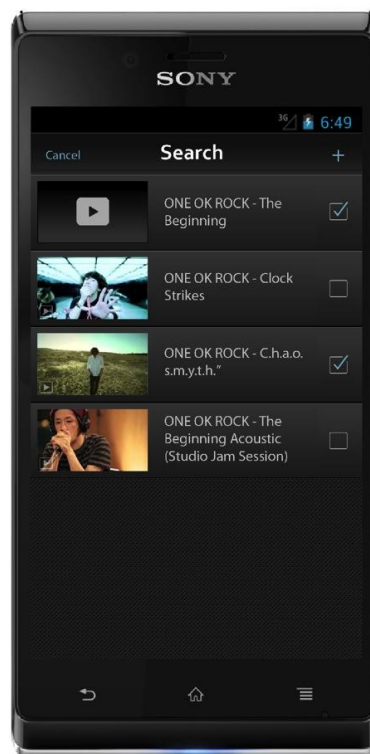 SONY
3G 6:49
Cancel Search +
ONE OK ROCK - The
Beginning
ONE OK ROCK - Clock
Strikes
ONE OK ROCK - C.h.a.o.
s.m.y.t.h."
ONE OK ROCK - The
Beginning Acoustic
(Studio Jam Session)